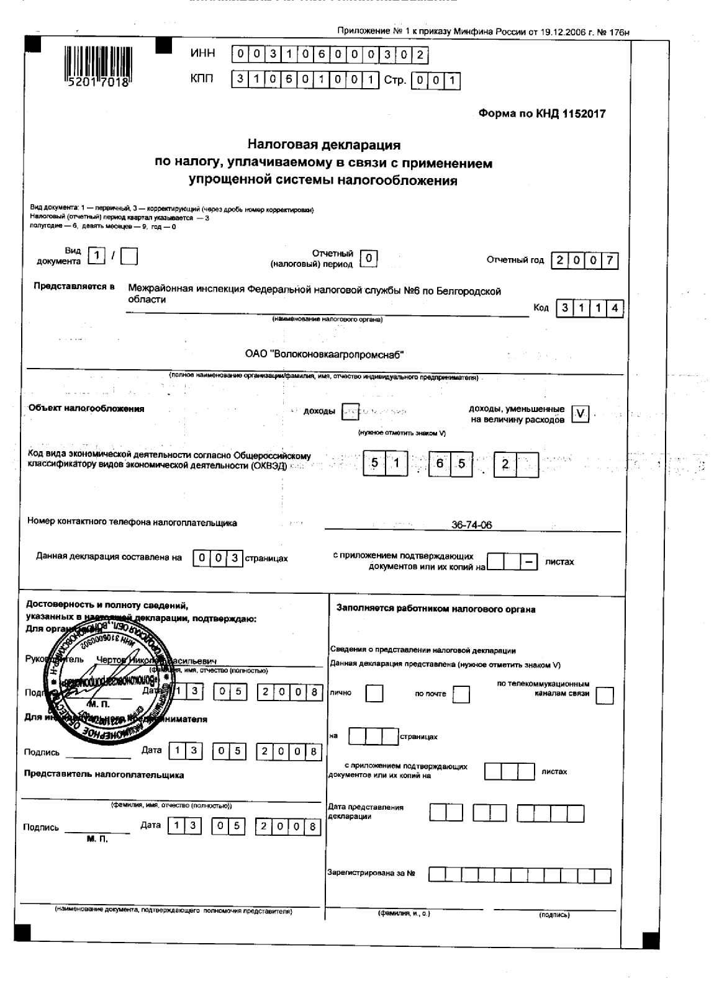 Приложение № 1 к приказу Минфина России от 19.12.2006 г. № 176н
52017018
ИНН 003106000302
КПП 310601001 Стр. 001
Форма по КНД 1152017
Налоговая декларация
по налогу, уплачиваемому в связи с применением
упрощенной системы налогообложения
Вид документа: 1 — первичный, 3 — корректирующий (через дробь номер корректировки)
Налоговый (отчетный) период квартал указывается — 3
полугодие — 6, девять месяцев — 9, год — 0
Вид документа 1 /
Отчетный (налоговый) период 0
Отчетный год 2007
Представляется в Межрайонная инспекция Федеральной налоговой службы №6 по Белгородской
области
Код 3114
(наименование налогового органа)
ОАО "Волоконовкаагропромснаб"
(полное наименование организации/фамилия, имя, отчество индивидуального предпринимателя)
Объект налогообложения
доходы
доходы, уменьшенные
на величину расходов V
(нужное отметить знаком V)
Код вида экономической деятельности согласно Общероссийскому
классификатору видов экономической деятельности (ОКВЭД) 51 . 65 . 2
Номер контактного телефона налогоплательщика 36-74-06
Данная декларация составлена на 003 страницах
с приложением подтверждающих
документов или их копий на – листах
Достоверность и полноту сведений,
указанных в настоящей декларации, подтверждаю:
Для организации
Руководитель Чертов Николай Васильевич
(фамилия, имя, отчество (полностью)
Подпись Дата 13 05 2008
М. П.
Для индивидуального предпринимателя
Подпись Дата 13 05 2008
Представитель налогоплательщика
(фамилия, имя, отчество (полностью))
Подпись Дата 13 05 2008
М. П.
(наименование документа, подтверждающего полномочия представителя)
Заполняется работником налогового органа
Сведения о представлении налоговой декларации
Данная декларация представлена (нужное отметить знаком V)
лично
по почте
по телекоммукационным
каналам связи
на страницах
с приложением подтверждающих
документов или их копий на листах
Дата представления
декларации
Зарегистрирована за №
(фамилия, и., о.)
(подпись)
ИНН 3106000302